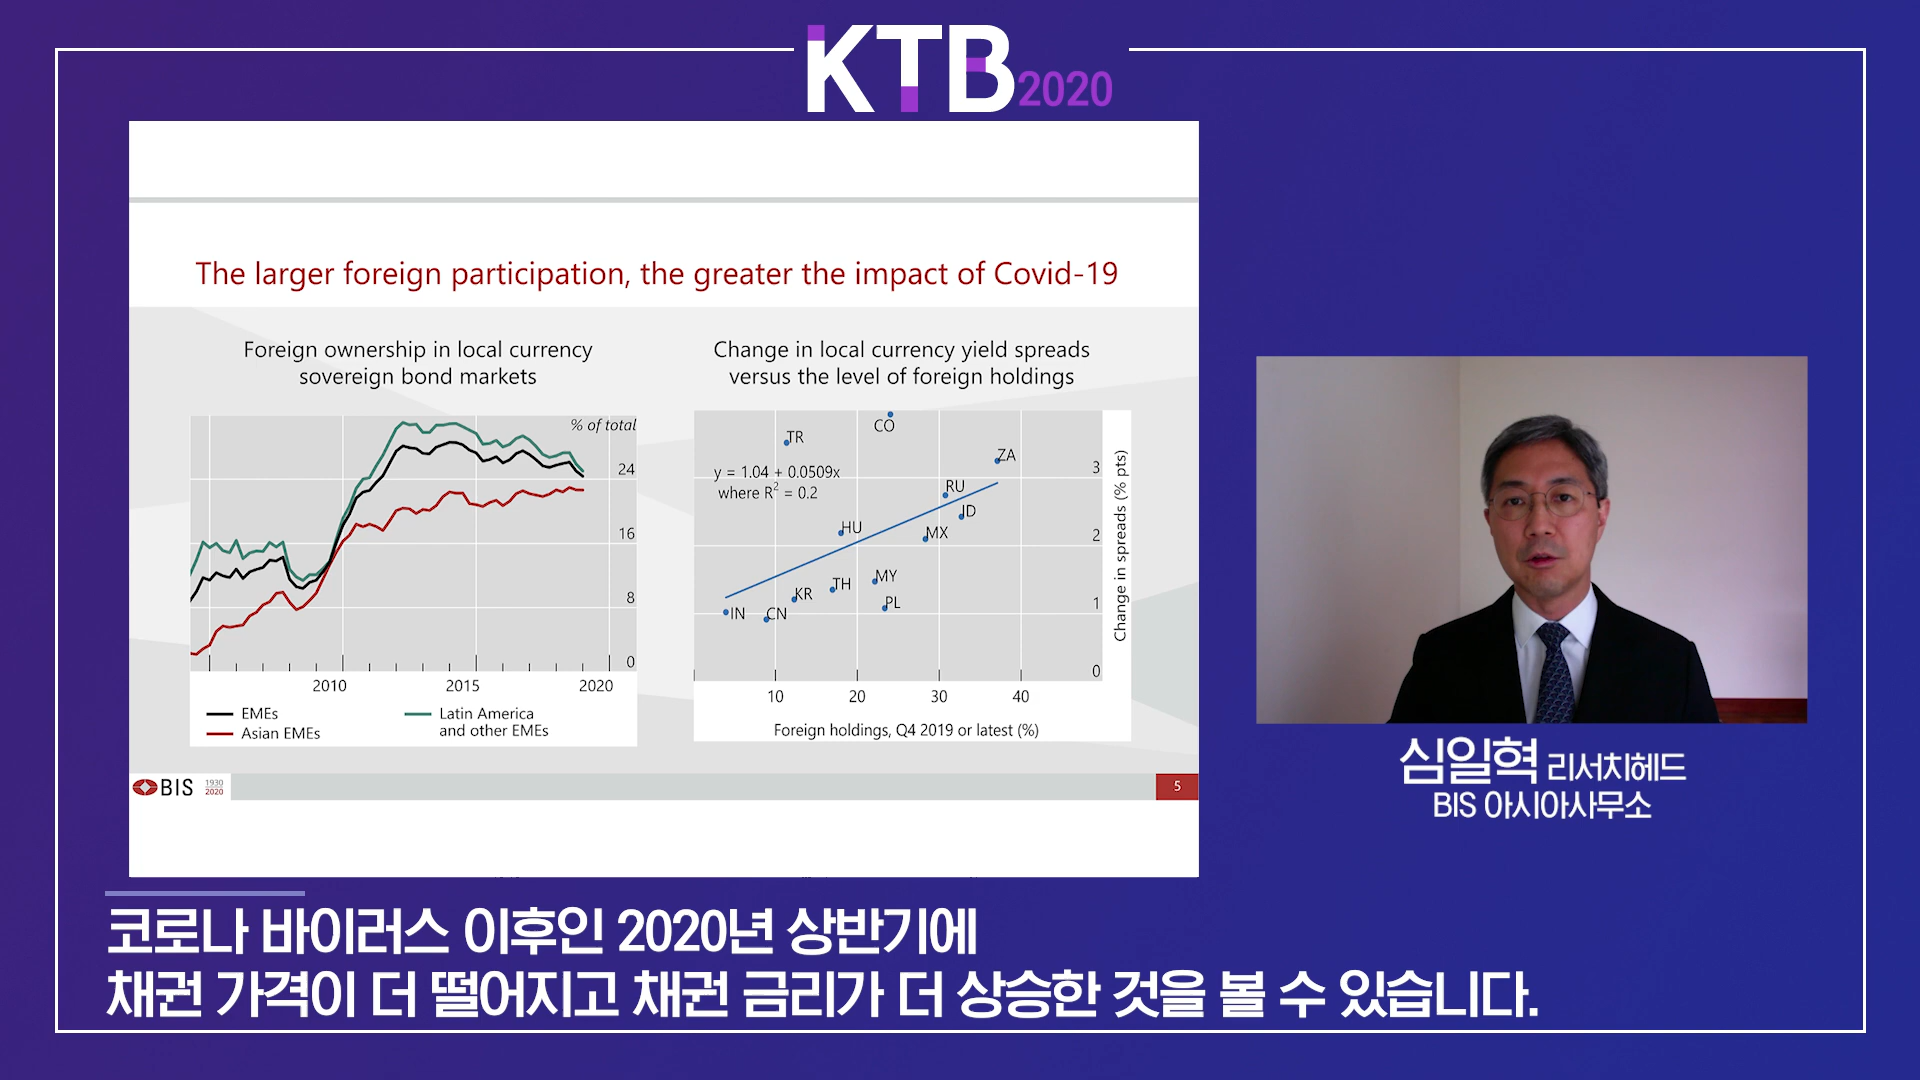 KTB 2020
The larger foreign participation, the greater the impact of Covid-19
Foreign ownership in local currency
sovereign bond markets
% of total
24
16
8
0
2010 2015 2020
EMEs
Asian EMEs
Latin America
and other EMEs
Change in local currency yield spreads
versus the level of foreign holdings
CO
TR
ZA
y = 1.04 + 0.0509x
where R² = 0.2
RU
ID
HU
MX
MY
TH
KR
PL
IN
CN
3
2
1
0
Change in spreads (% pts)
10 20 30 40
Foreign holdings, Q4 2019 or latest (%)
BIS 1930
2020
5
심일혁 리서치헤드
BIS 아시아사무소
코로나 바이러스 이후인 2020년 상반기에
채권 가격이 더 떨어지고 채권 금리가 더 상승한 것을 볼 수 있습니다.